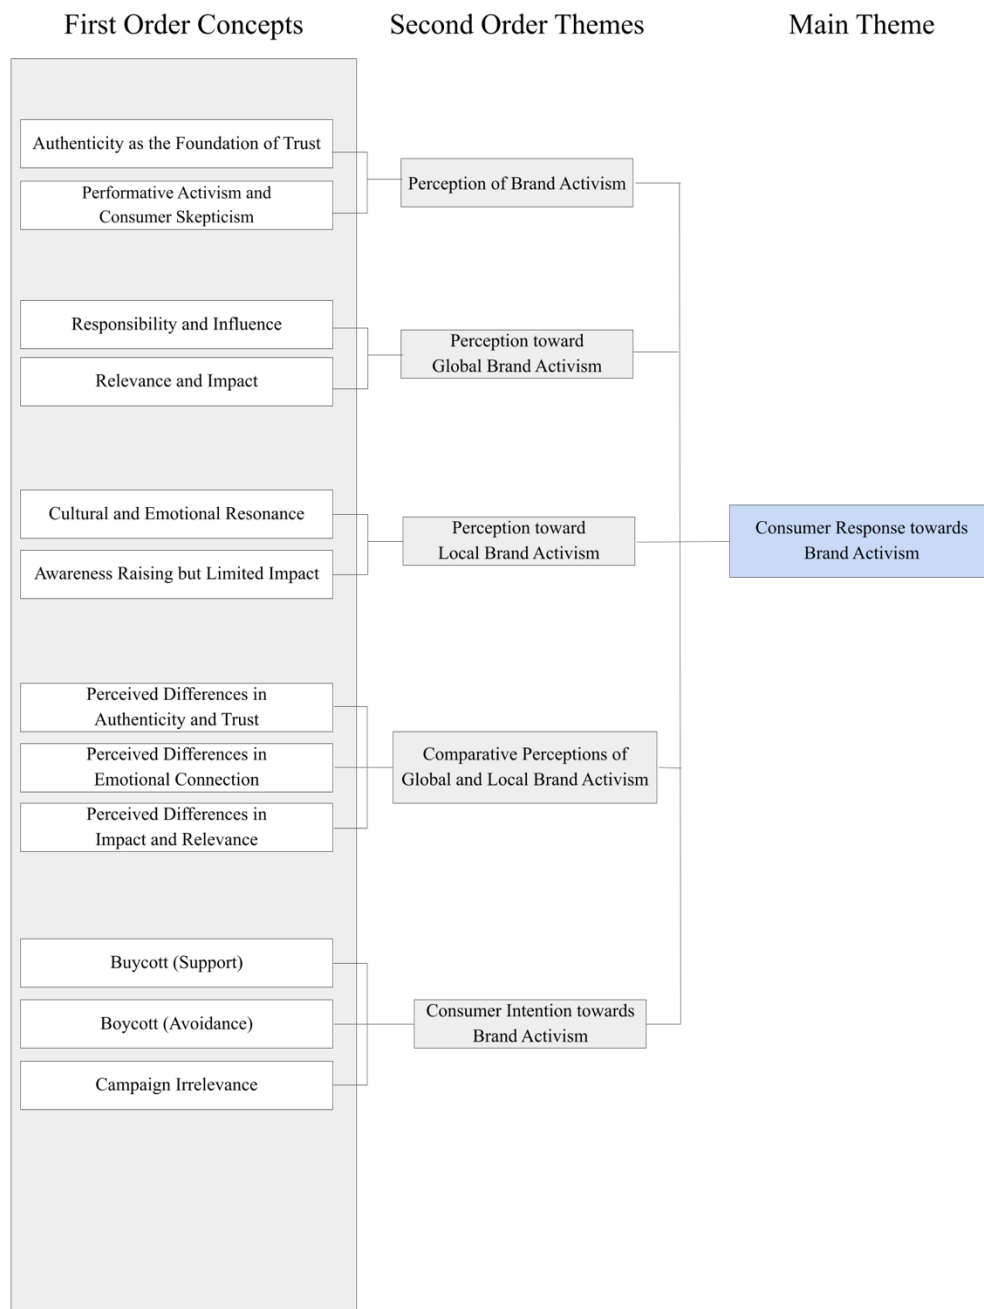 First Order Concepts
Second Order Themes
Main Theme
Authenticity as the Foundation of Trust
Performative Activism and
Consumer Skepticism
Perception of Brand Activism
Responsibility and Influence
Relevance and Impact
Perception toward
Global Brand Activism
Cultural and Emotional Resonance
Awareness Raising but Limited Impact
Perception toward
Local Brand Activism
Consumer Response towards
Brand Activism
Perceived Differences in
Authenticity and Trust
Perceived Differences in
Emotional Connection
Perceived Differences in
Impact and Relevance
Comparative Perceptions of
Global and Local Brand Activism
Buycott (Support)
Boycott (Avoidance)
Campaign Irrelevance
Consumer Intention towards
Brand Activism